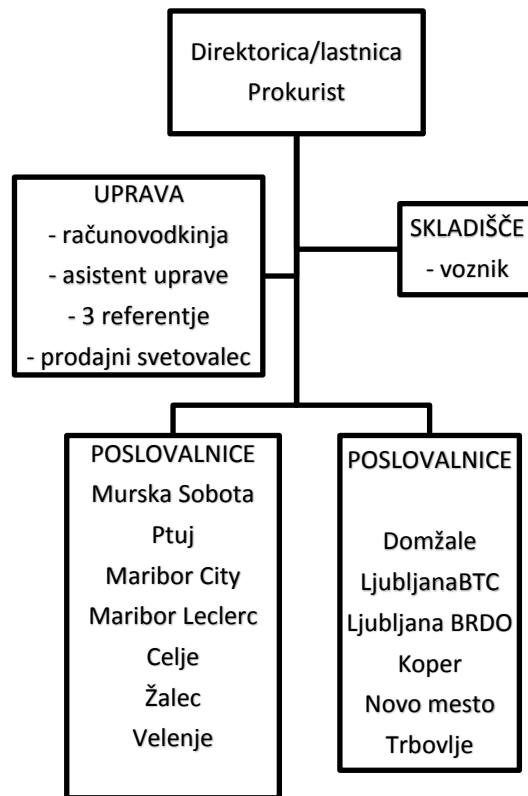 Direktorica/lastnica
Prokurist
UPRAVA
- računovodkinja
- asistent uprave
- 3 referentje
- prodajni svetovalec
SKLADIŠČE
- voznik
POSLOVALNICE
Murska Sobota
Ptuj
Maribor City
Maribor Leclerc
Celje
Žalec
Velenje
POSLOVALNICE
Domžale
LjubljanaBTC
Ljubljana BRDO
Koper
Novo mesto
Trbovlje